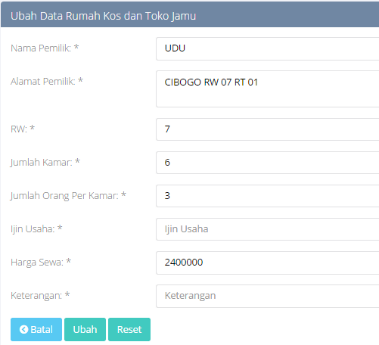 Ubah Data Rumah Kos dan Toko Jamu
Nama Pemilik: * UDU
Alamat Pemilik: * CIBOGO RW 07 RT 01
RW: * 7
Jumlah Kamar: * 6
Jumlah Orang Per Kamar: * 3
Ijin Usaha: * Ijin Usaha
Harga Sewa: * 2400000
Keterangan: * Keterangan
Batal Ubah Reset